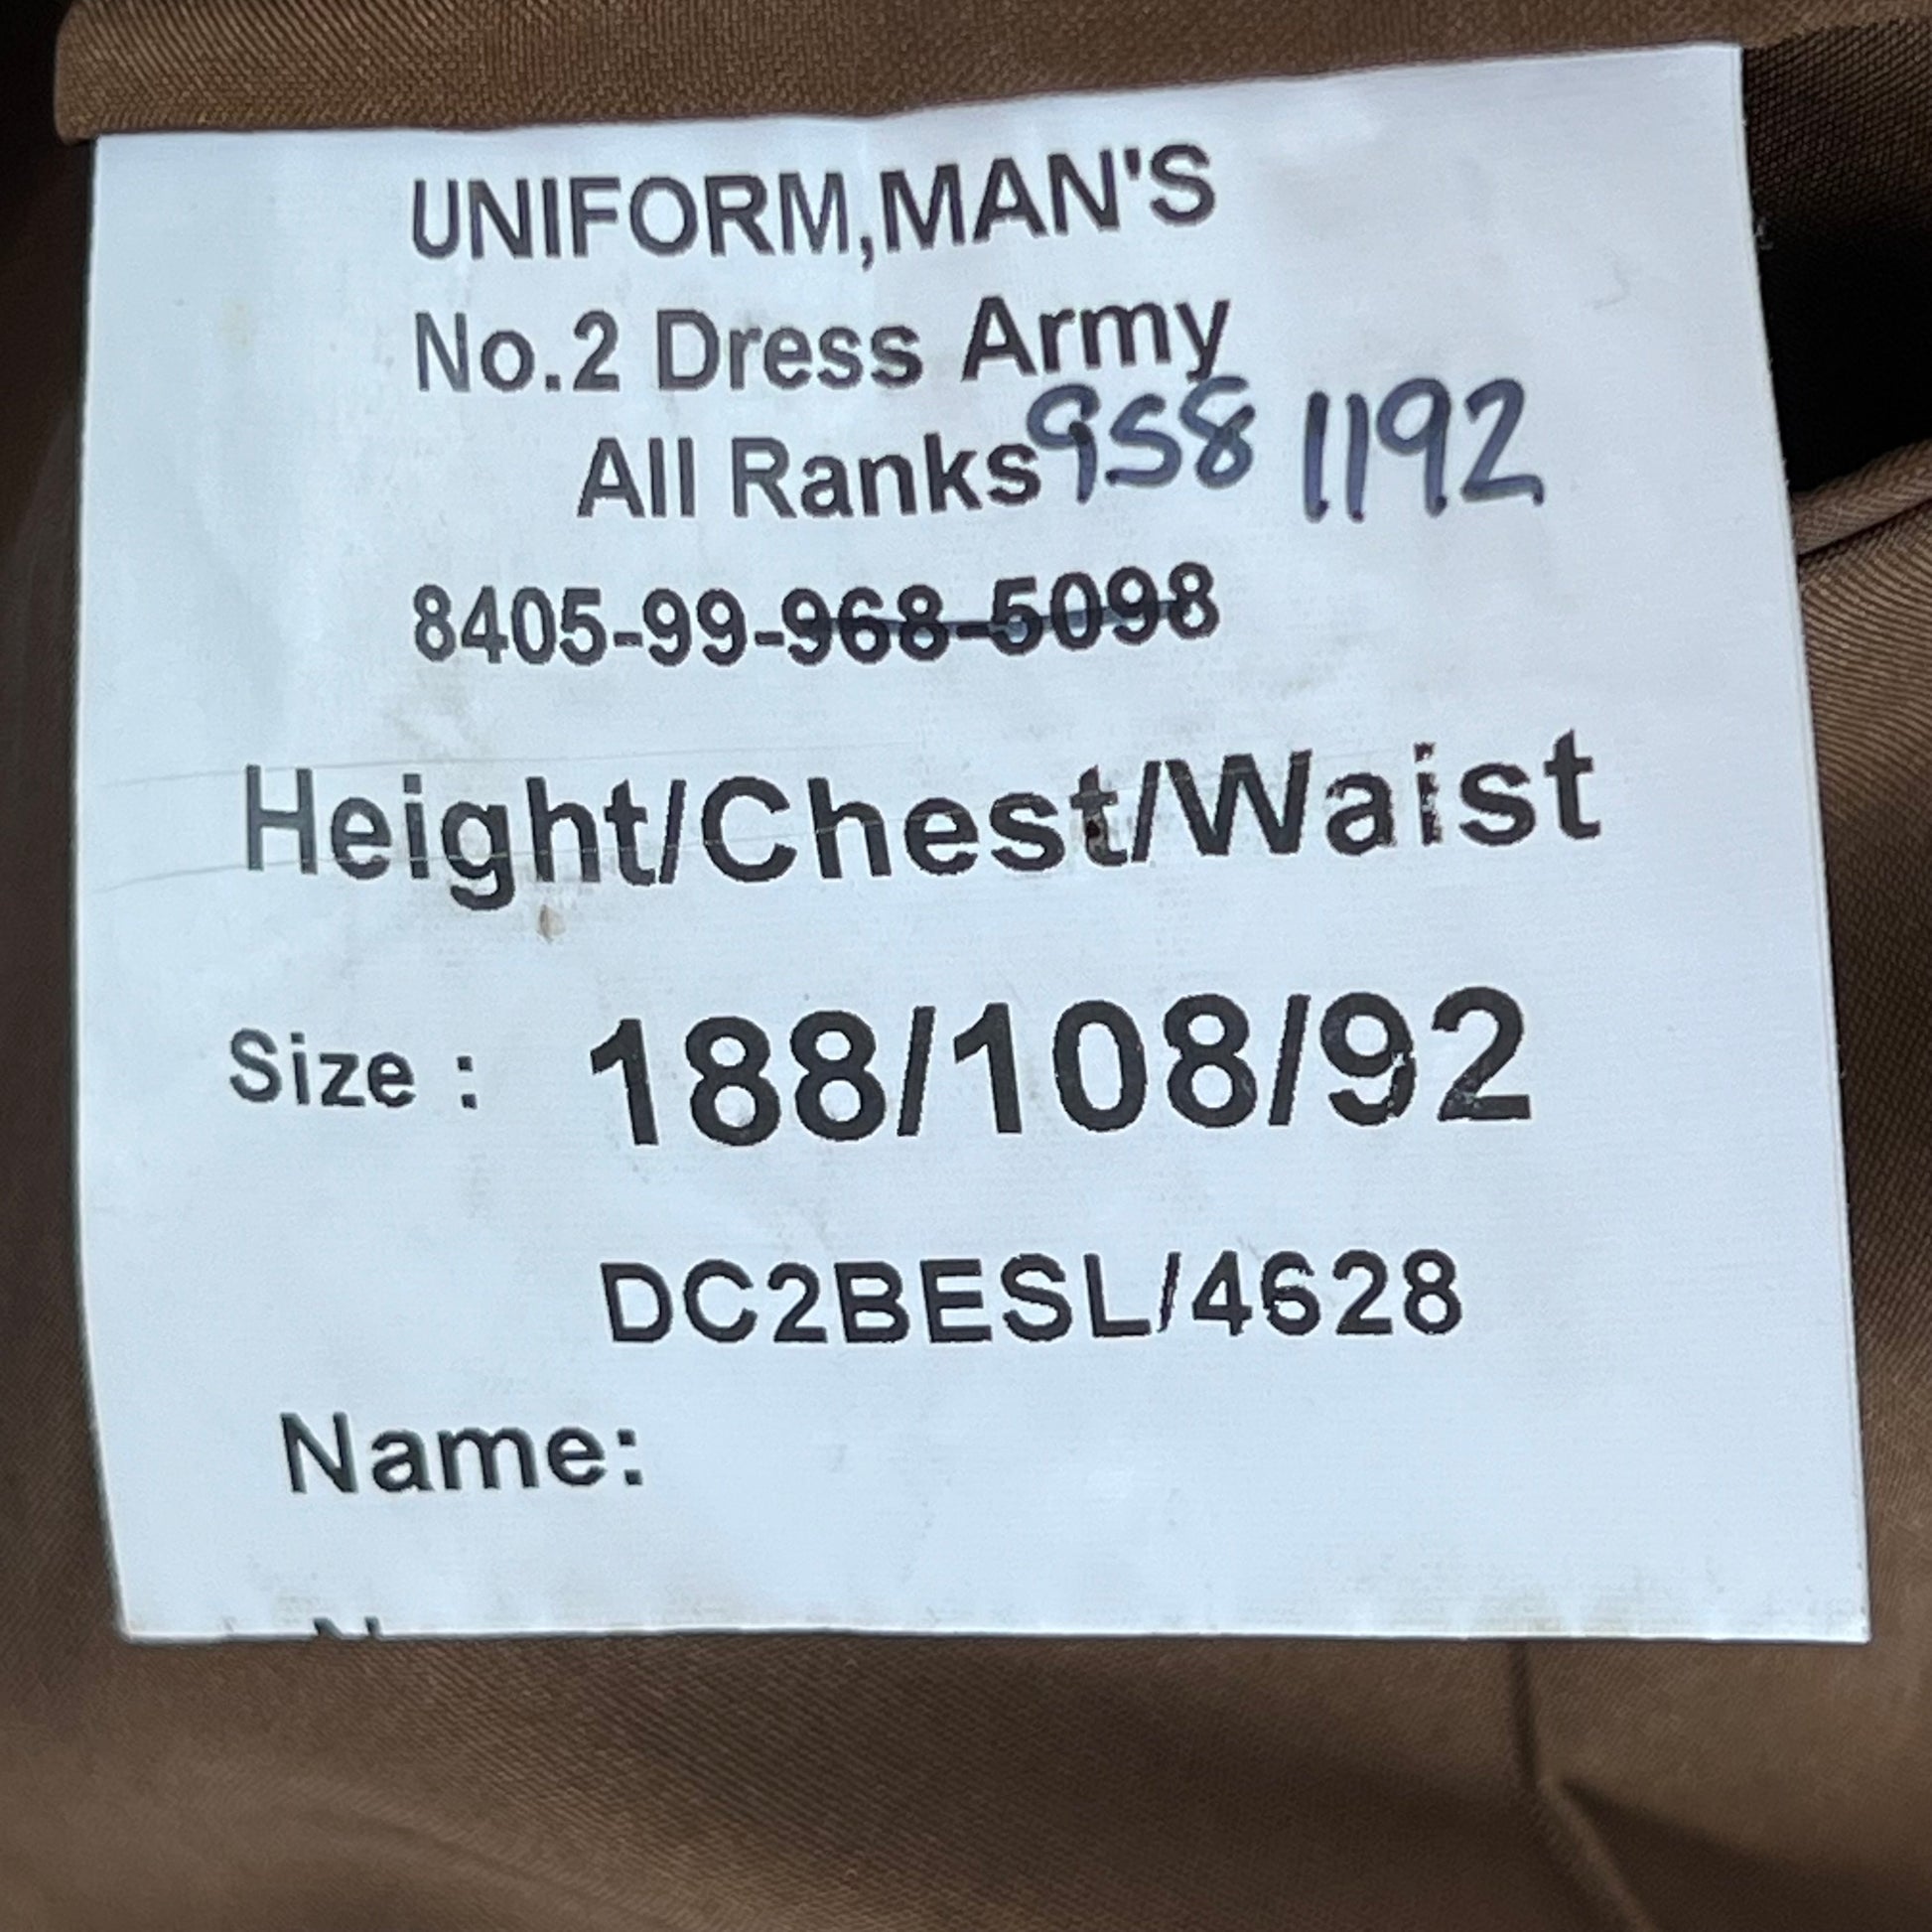 UNIFORM,MAN'S
No.2 Dress Army
All Ranks 958 1192
8405-99-968-5098
Height/Chest/Waist
Size : 188/108/92
DC2BESL/4628
Name: